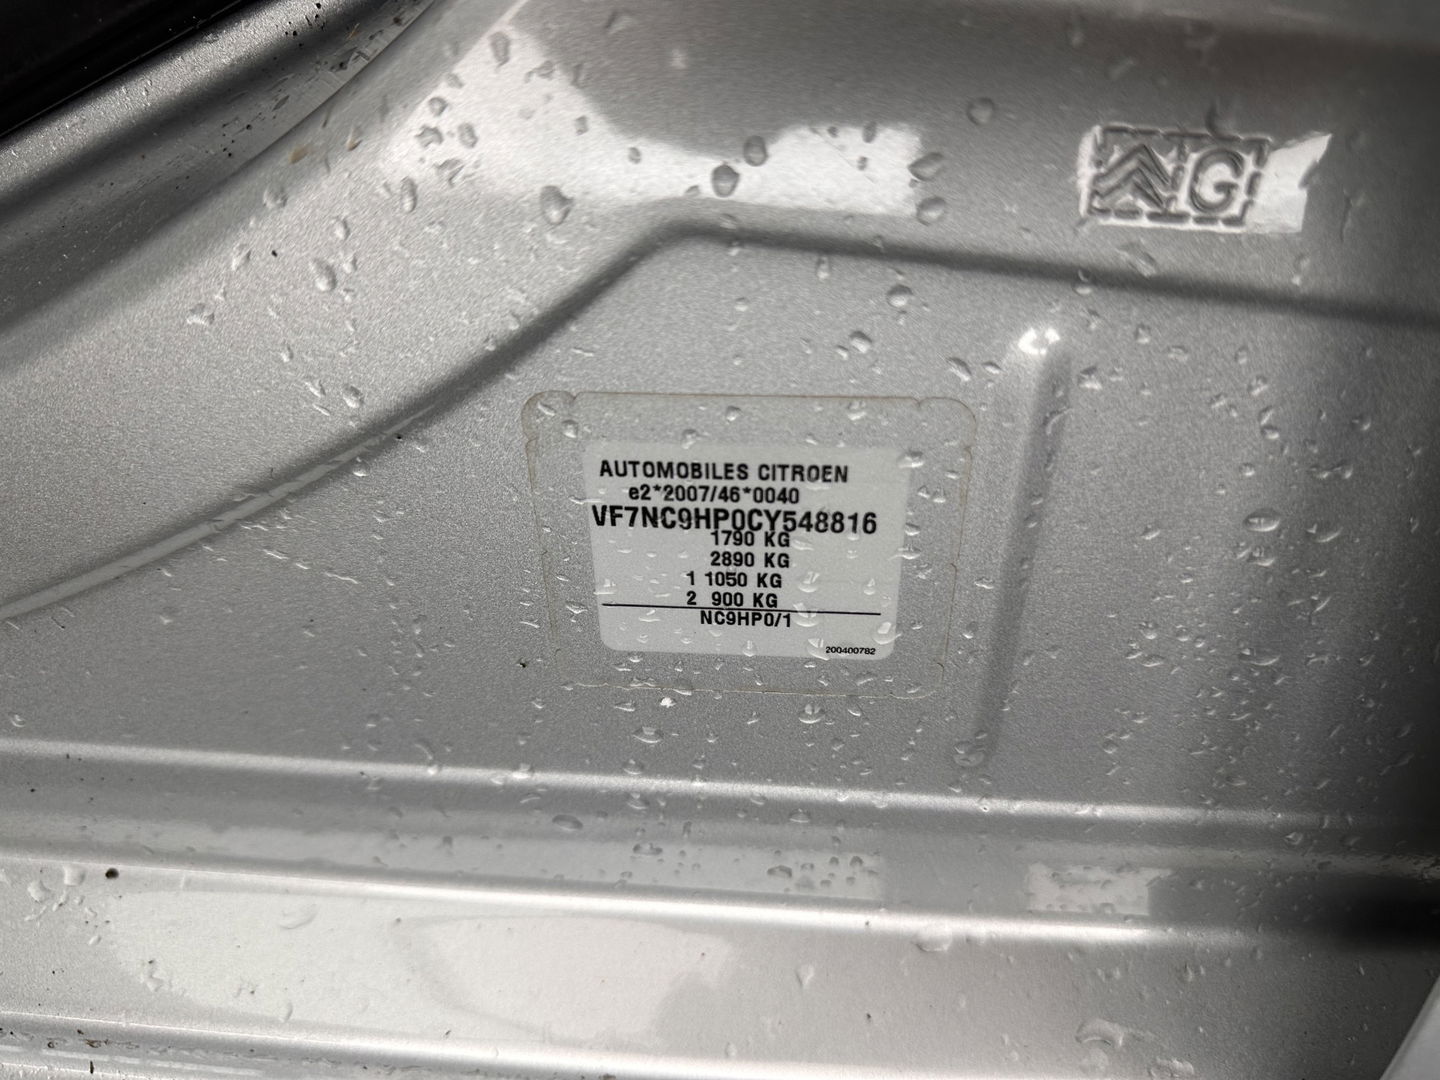 G
AUTOMOBILES CITROEN
e2*2007/46*0040
VF7NC9HP0CY548816
1790 KG
2890 KG
1 1050 KG
2 900 KG
NC9HP0/1
200400782